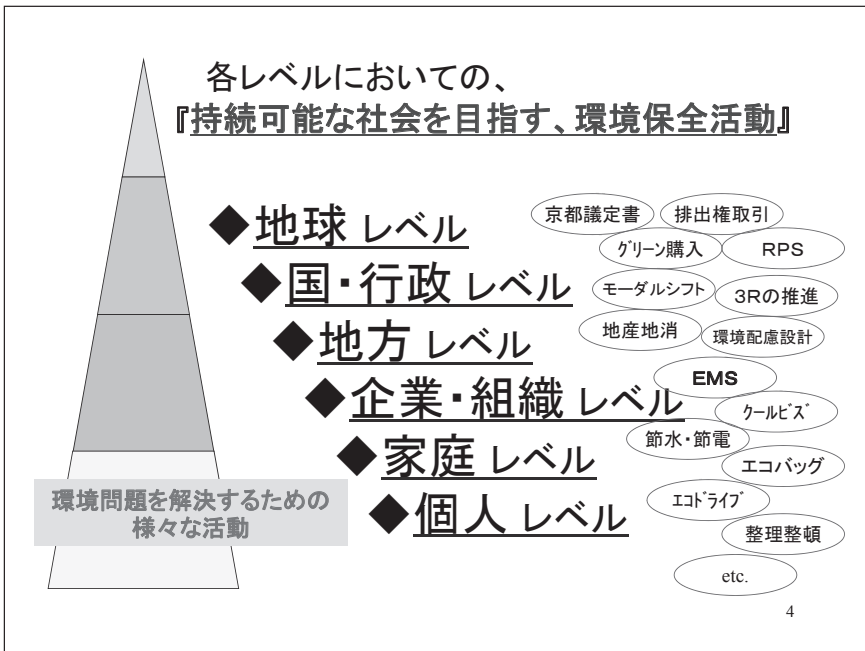 各レベルにおいての、
『持続可能な社会を目指す、環境保全活動』
◆地球 レベル
◆国・行政 レベル
◆地方 レベル
◆企業・組織 レベル
◆家庭 レベル
◆個人 レベル
京都議定書
排出権取引
グリーン購入
RPS
モーダルシフト
3Rの推進
地産地消
環境配慮設計
EMS
クールビズ
節水・節電
エコバッグ
エコドライブ
整理整頓
etc.
環境問題を解決するための
様々な活動
4